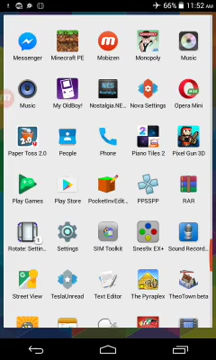 66% 11:52 AM
Messenger Minecraft PE Mobizen Monopoly Music
Music My OldBoy! Nostalgia.NE... Nova Settings Opera Mini
Paper Toss 2.0 People Phone Piano Tiles 2 Pixel Gun 3D
Play Games Play Store PocketInvEdit... PPSSPP RAR
Rotate: Settin... Settings SIM Toolkit Snes9x EX+ Sound Record...
Street View TeslaUnread Text Editor The Pyraplex TheoTown beta